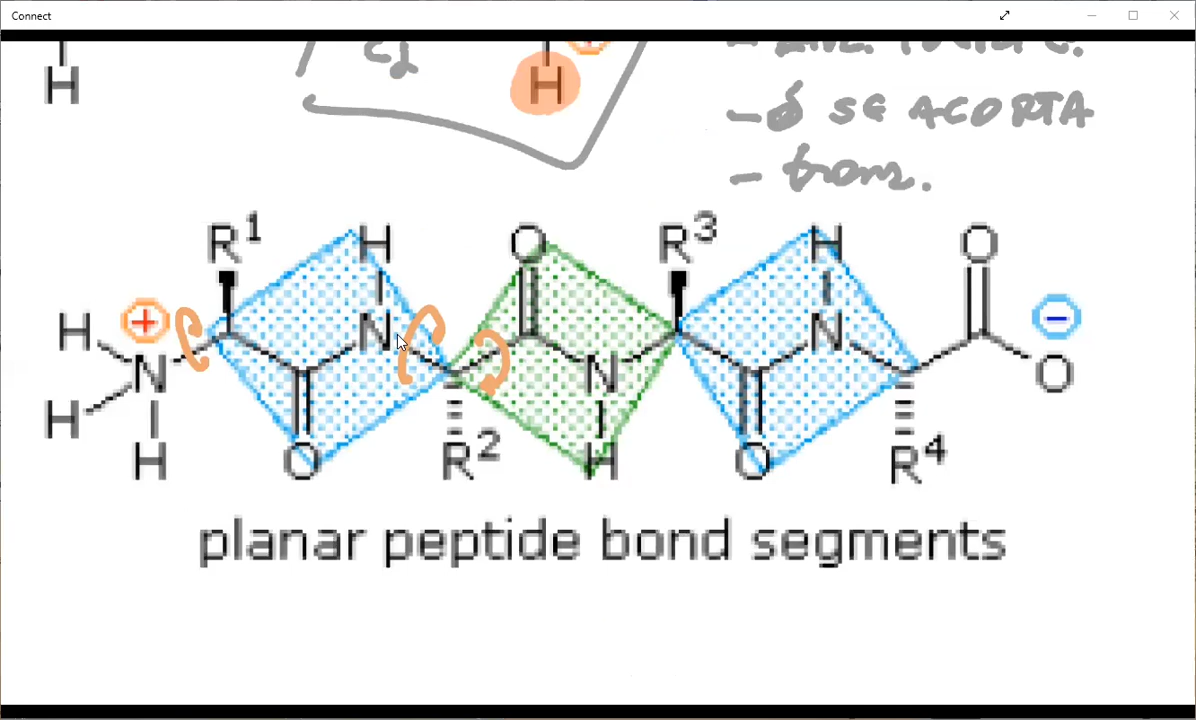 Connect
H
H
+
- ó SE ACORTA
- trans.
R1
H
O
R3
H
O
H
+
N
N
−
N
N
O
H
H
O
R2
H
O
R4
planar peptide bond segments